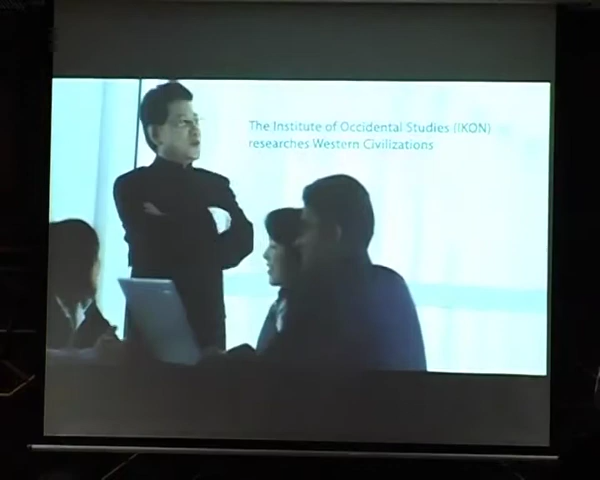 The Institute of Occidental Studies (IKON)
researches Western Civilizations